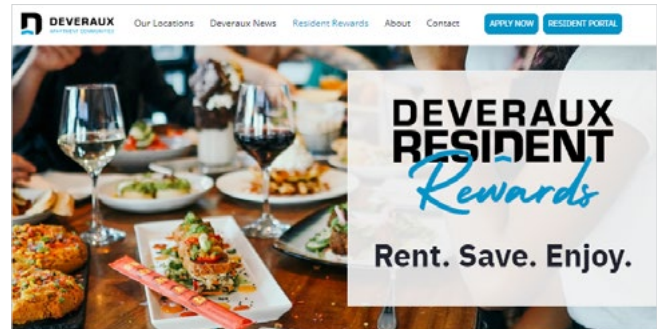 DEVERAUX
APARTMENT COMMUNITIES
Our Locations Deveraux News Resident Rewards About Contact APPLY NOW RESIDENT PORTAL
DEVERAUX
RESIDENT
Rewards
Rent. Save. Enjoy.